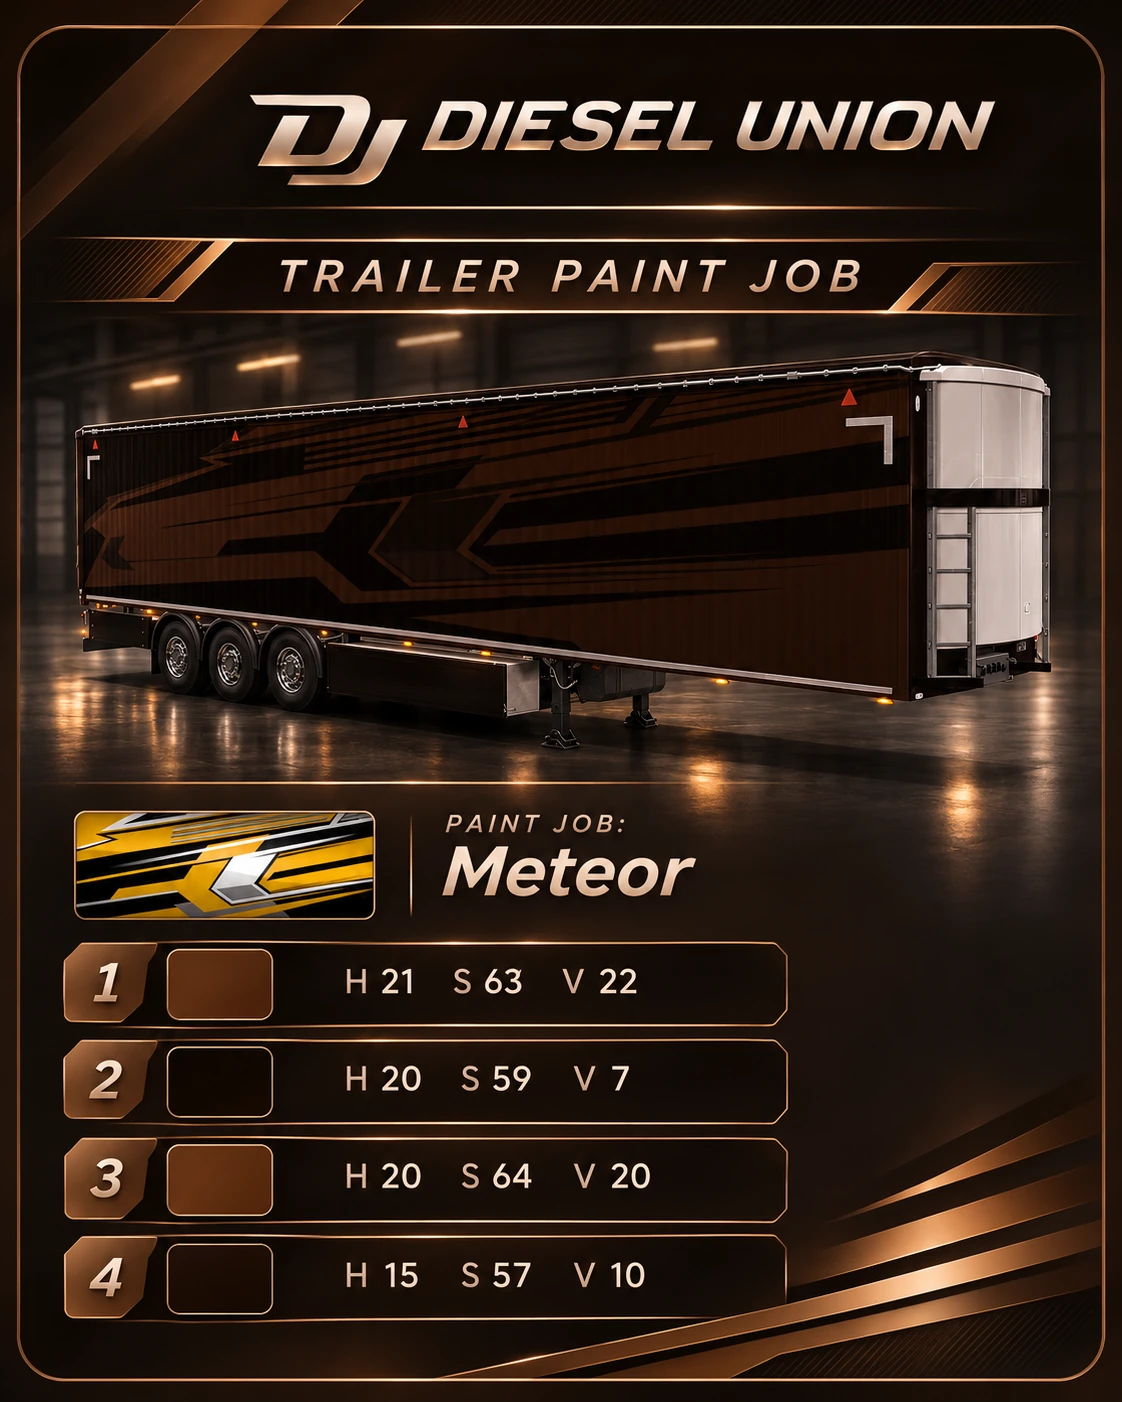 DJ DIESEL UNION
TRAILER PAINT JOB
PAINT JOB:
Meteor
1 H 21 S 63 V 22
2 H 20 S 59 V 7
3 H 20 S 64 V 20
4 H 15 S 57 V 10